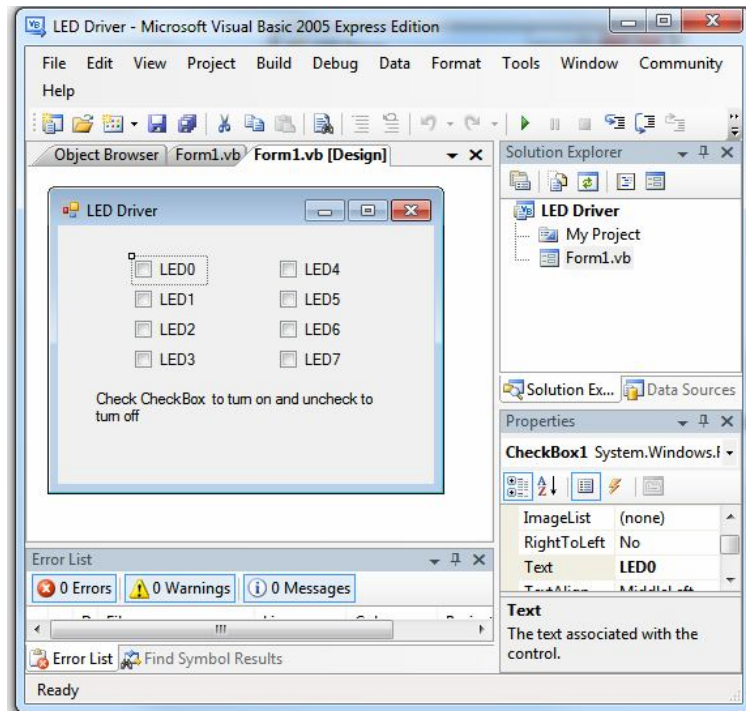 LED Driver - Microsoft Visual Basic 2005 Express Edition
File Edit View Project Build Debug Data Format Tools Window Community
Help
Object Browser Form1.vb Form1.vb [Design]
LED Driver
LED0 LED4
LED1 LED5
LED2 LED6
LED3 LED7
Check CheckBox to turn on and uncheck to
turn off
Solution Explorer
LED Driver
My Project
Form1.vb
Solution Ex... Data Sources
Properties
CheckBox1 System.Windows.F
ImageList (none)
RightToLeft No
Text LED0
TextAlign MiddleLeft
Text
The text associated with the
control.
Error List
0 Errors 0 Warnings 0 Messages
Error List Find Symbol Results
Ready